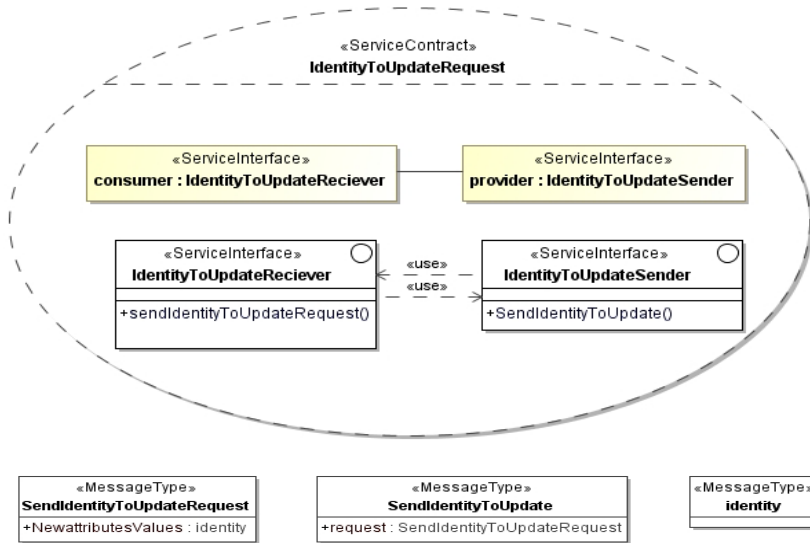 «ServiceContract»
IdentityToUpdateRequest
«ServiceInterface»
consumer : IdentityToUpdateReciever
«ServiceInterface»
provider : IdentityToUpdateSender
«ServiceInterface»
IdentityToUpdateReciever
+sendIdentityToUpdateRequest()
«use»
«use»
«ServiceInterface»
IdentityToUpdateSender
+SendIdentityToUpdate()
«MessageType»
SendIdentityToUpdateRequest
+NewattributesValues : identity
«MessageType»
SendIdentityToUpdate
+request : SendIdentityToUpdateRequest
«MessageType»
identity